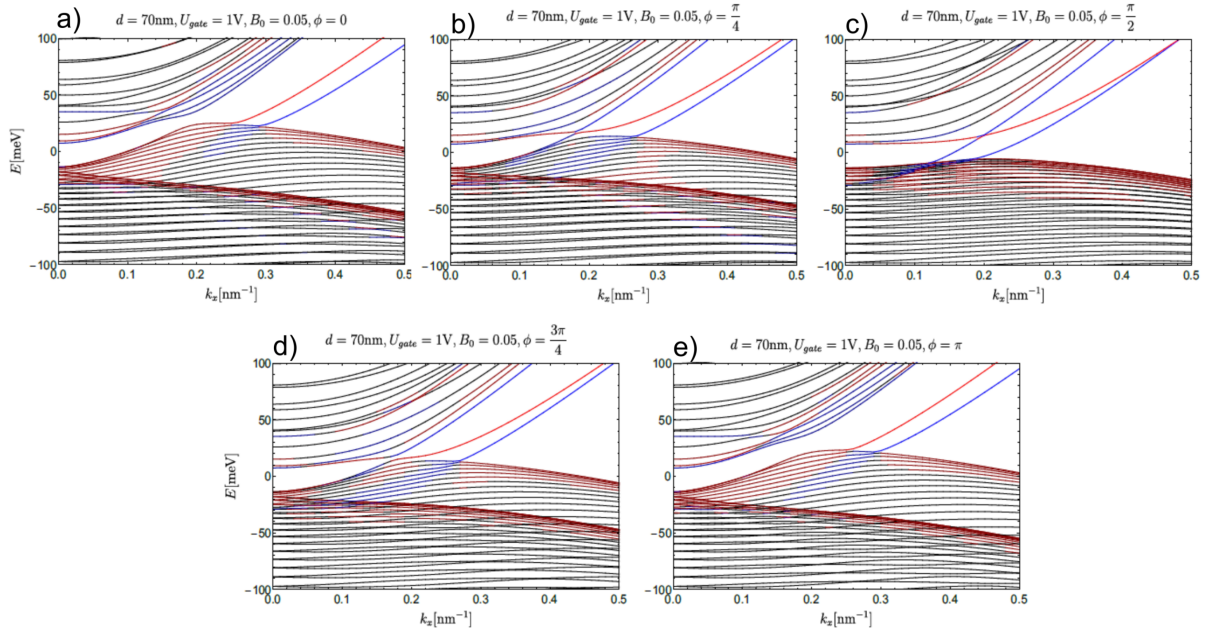 a) d = 70nm, U_gate = 1V, B_0 = 0.05, ϕ = 0
100
50
0
−50
−100
E[meV]
0.0 0.1 0.2 0.3 0.4 0.5
k_x[nm^−1]
b) d = 70nm, U_gate = 1V, B_0 = 0.05, ϕ = π/4
100
50
0
−50
−100
0.0 0.1 0.2 0.3 0.4 0.5
k_x[nm^−1]
c) d = 70nm, U_gate = 1V, B_0 = 0.05, ϕ = π/2
100
50
0
−50
−100
0.0 0.1 0.2 0.3 0.4 0.5
k_x[nm^−1]
d) d = 70nm, U_gate = 1V, B_0 = 0.05, ϕ = 3π/4
100
50
0
−50
−100
E[meV]
0.0 0.1 0.2 0.3 0.4 0.5
k_x[nm^−1]
e) d = 70nm, U_gate = 1V, B_0 = 0.05, ϕ = π
100
50
0
−50
−100
0.0 0.1 0.2 0.3 0.4 0.5
k_x[nm^−1]